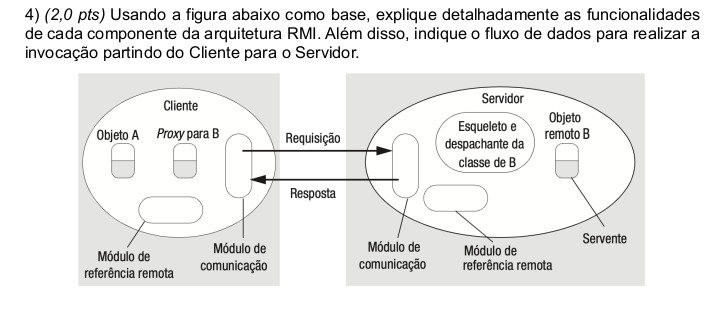 4) (2,0 pts) Usando a figura abaixo como base, explique detalhadamente as funcionalidades
de cada componente da arquitetura RMI. Além disso, indique o fluxo de dados para realizar a
invocação partindo do Cliente para o Servidor.
Cliente
Objeto A
Proxy para B
Requisição
Resposta
Módulo de
referência remota
Módulo de
comunicação
Servidor
Esqueleto e
despachante da
classe de B
Objeto
remoto B
Módulo de
comunicação
Módulo de
referência remota
Servente